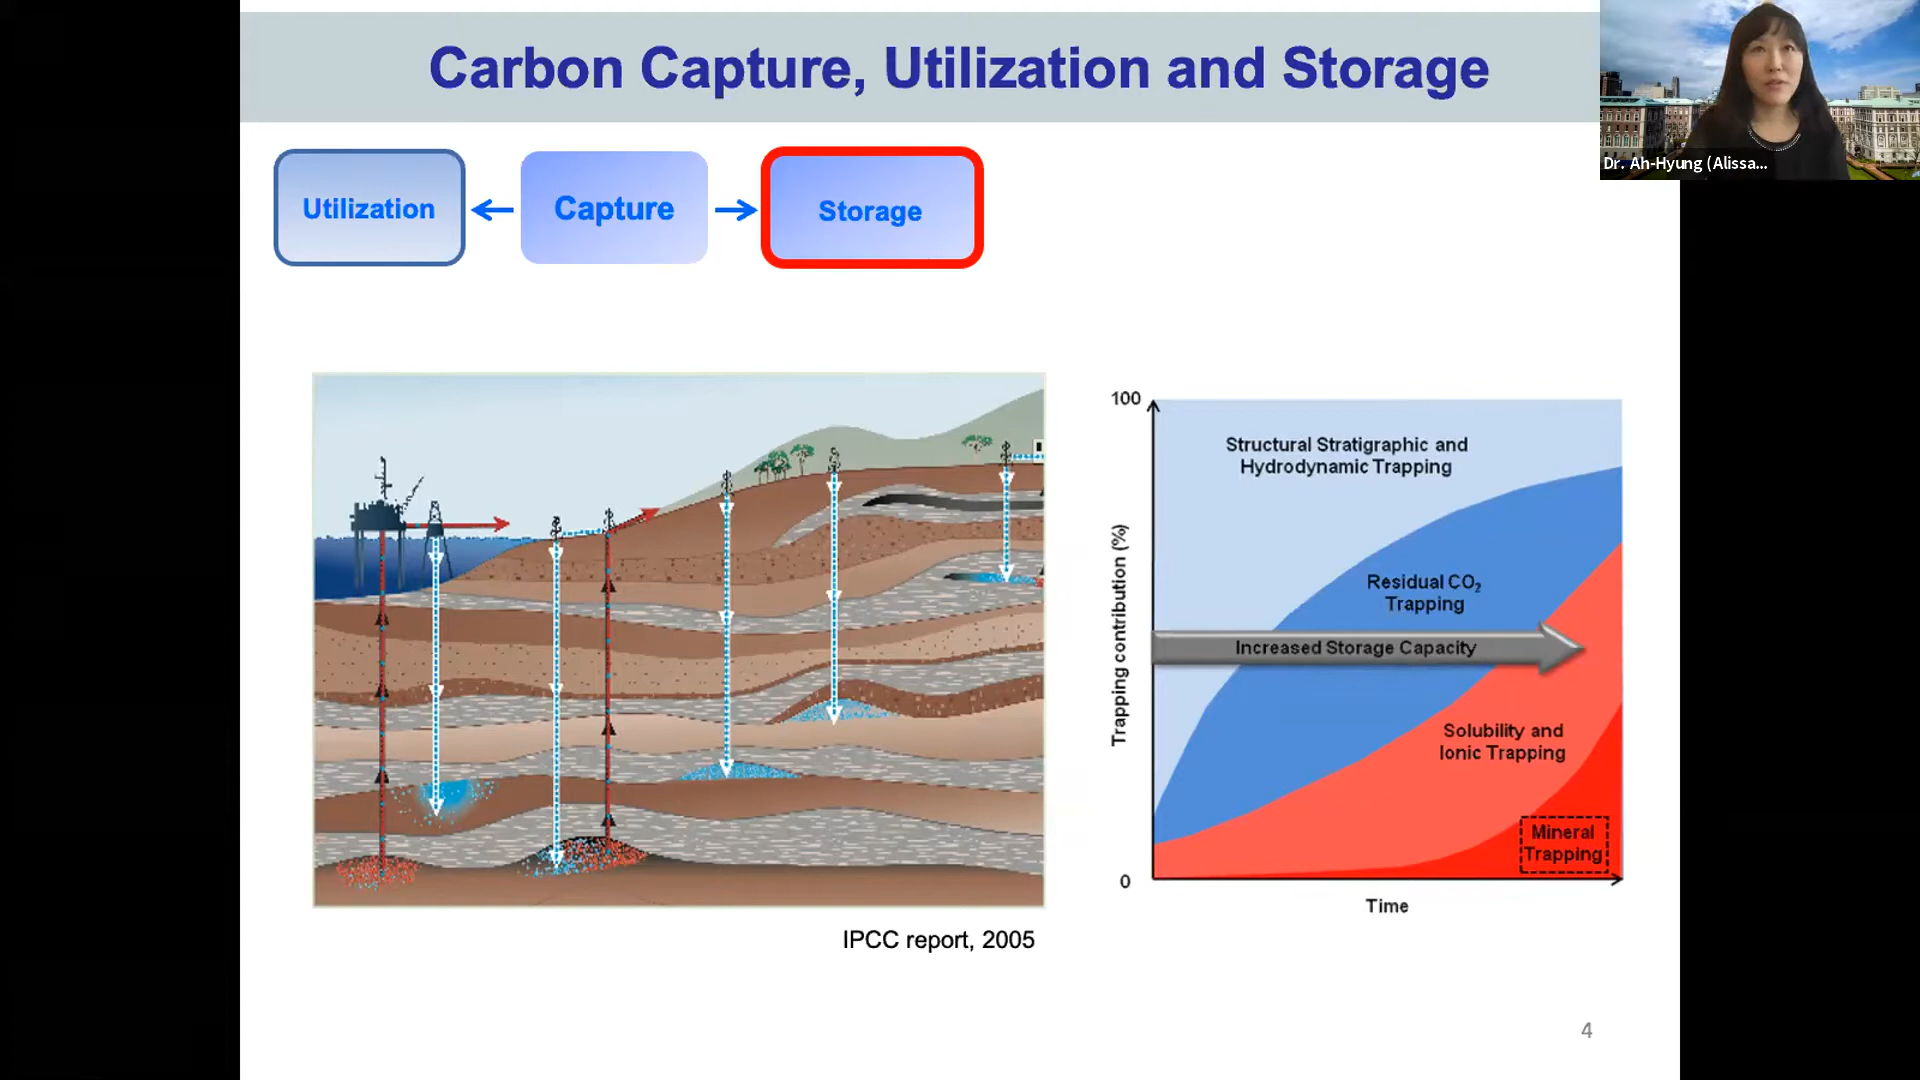 Carbon Capture, Utilization and Storage
Dr. Ah-Hyung (Alissa...
Utilization
Capture
Storage
100
Structural Stratigraphic and
Hydrodynamic Trapping
Residual CO₂
Trapping
Increased Storage Capacity
Solubility and
Ionic Trapping
Mineral
Trapping
Trapping contribution (%)
0
Time
IPCC report, 2005
4